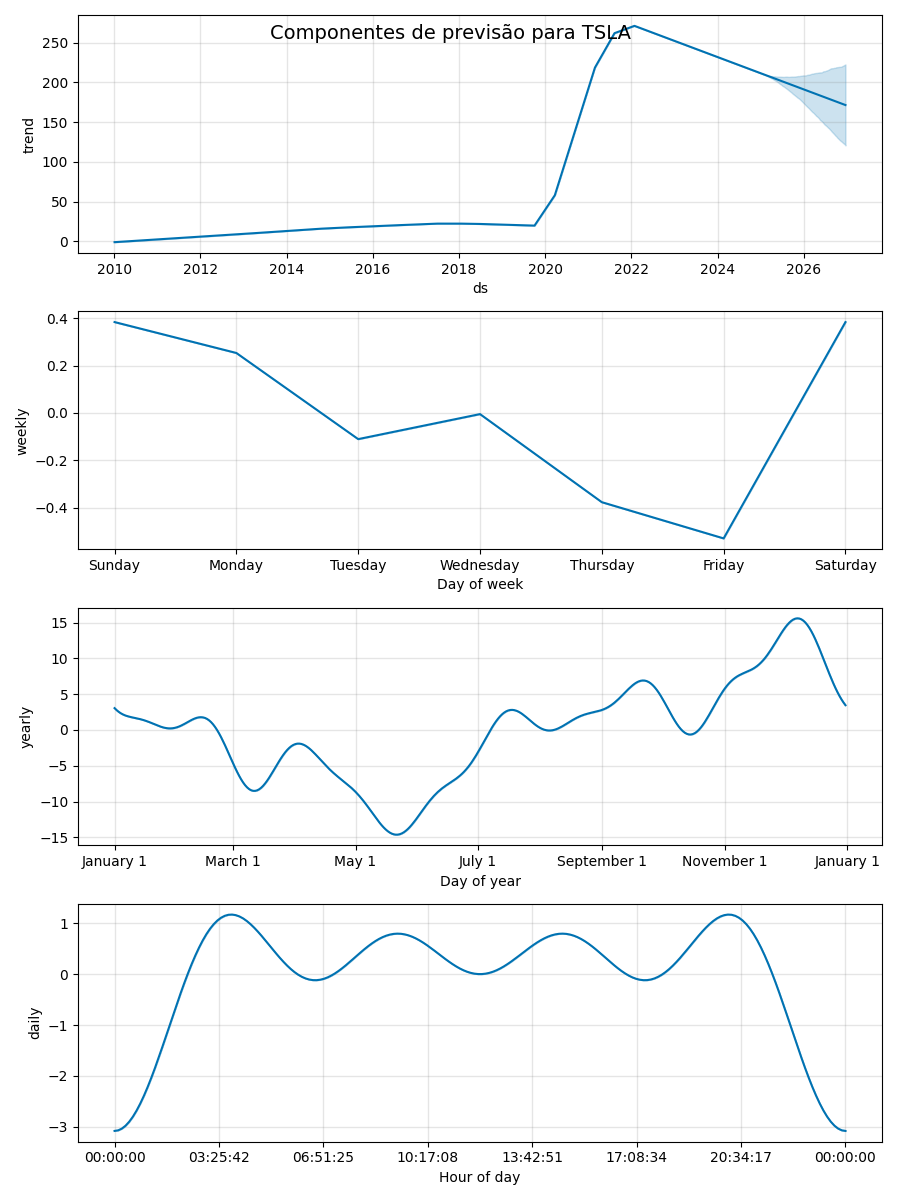 Componentes de previsão para TSLA
250
200
150
100
50
0
trend
2010 2012 2014 2016 2018 2020 2022 2024 2026
ds
0.4
0.2
0.0
−0.2
−0.4
weekly
Sunday Monday Tuesday Wednesday Thursday Friday Saturday
Day of week
15
10
5
0
−5
−10
−15
yearly
January 1 March 1 May 1 July 1 September 1 November 1 January 1
Day of year
1
0
−1
−2
−3
daily
00:00:00 03:25:42 06:51:25 10:17:08 13:42:51 17:08:34 20:34:17 00:00:00
Hour of day